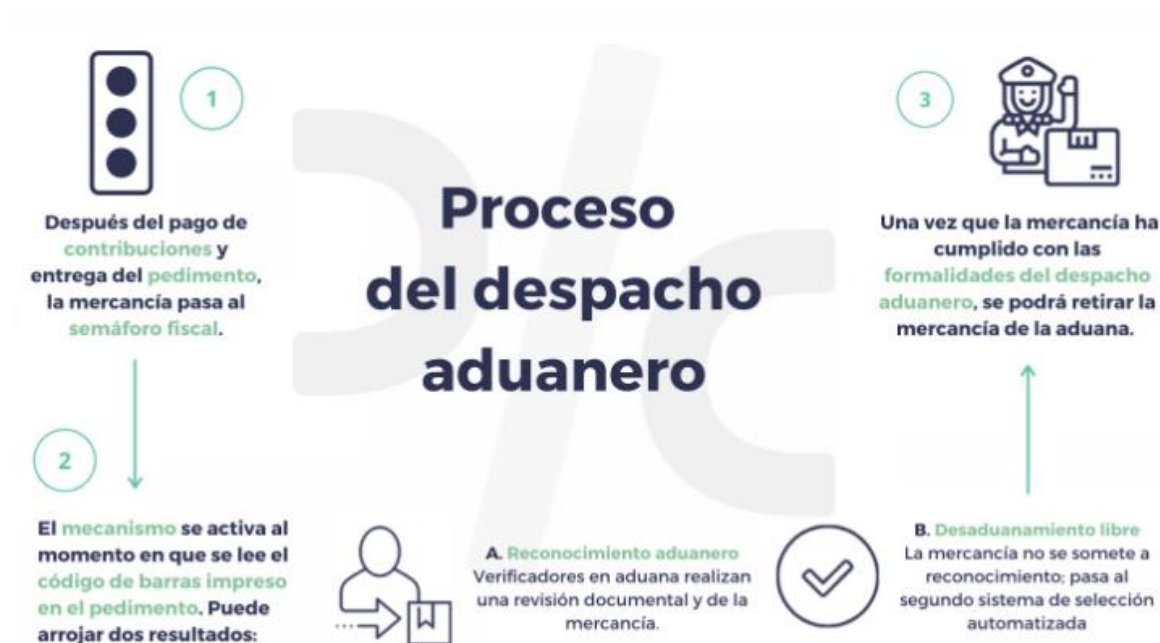 1
Después del pago de
contribuciones y
entrega del pedimento,
la mercancía pasa al
semáforo fiscal.
Proceso
del despacho
aduanero
2
El mecanismo se activa al
momento en que se lee el
código de barras impreso
en el pedimento. Puede
arrojar dos resultados:
A. Reconocimiento aduanero
Verificadores en aduana realizan
una revisión documental y de la
mercancía.
B. Desaduanamiento libre
La mercancía no se somete a
reconocimiento; pasa al
segundo sistema de selección
automatizada
3
Una vez que la mercancía ha
cumplido con las
formalidades del despacho
aduanero, se podrá retirar la
mercancía de la aduana.